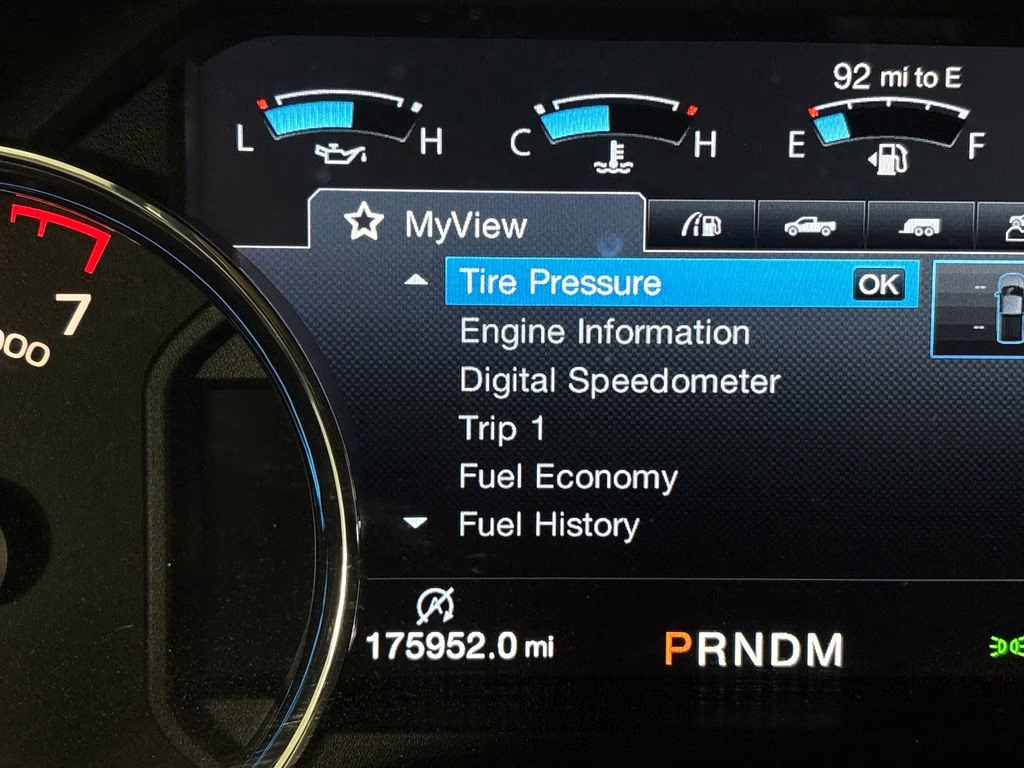 92 mi to E
L H
C H
E F
MyView
7
000
Tire Pressure OK
-- 
Engine Information
--
Digital Speedometer
Trip 1
Fuel Economy
Fuel History
A
175952.0 mi
PRNDM